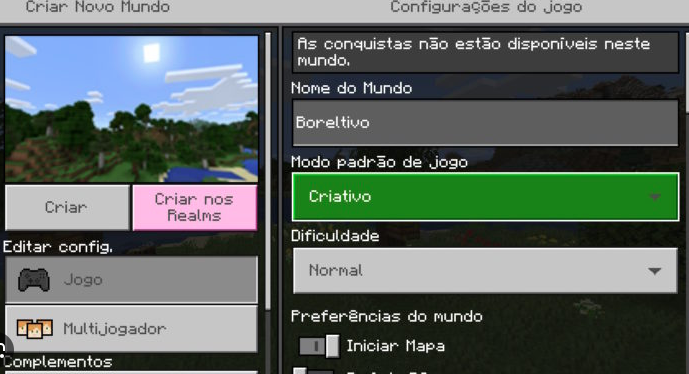 Criar Novo Mundo
Configurações do jogo
As conquistas não estão disponíveis neste
mundo.
Nome do Mundo
Boreltivo
Modo padrão de jogo
Criativo
Dificuldade
Normal
Preferências do mundo
Iniciar Mapa
Criar
Criar nos
Realms
Editar config.
Jogo
Multijogador
Complementos